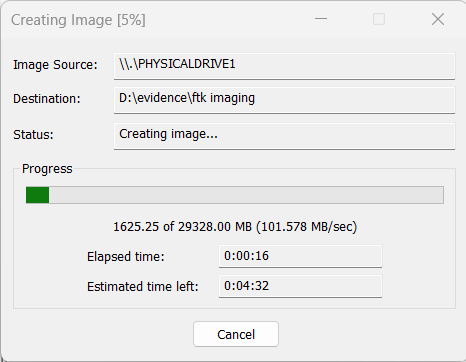 Creating Image [5%]
Image Source: \\.\PHYSICALDRIVE1
Destination: D:\evidence\ftk imaging
Status: Creating image...
Progress
1625.25 of 29328.00 MB (101.578 MB/sec)
Elapsed time: 0:00:16
Estimated time left: 0:04:32
Cancel